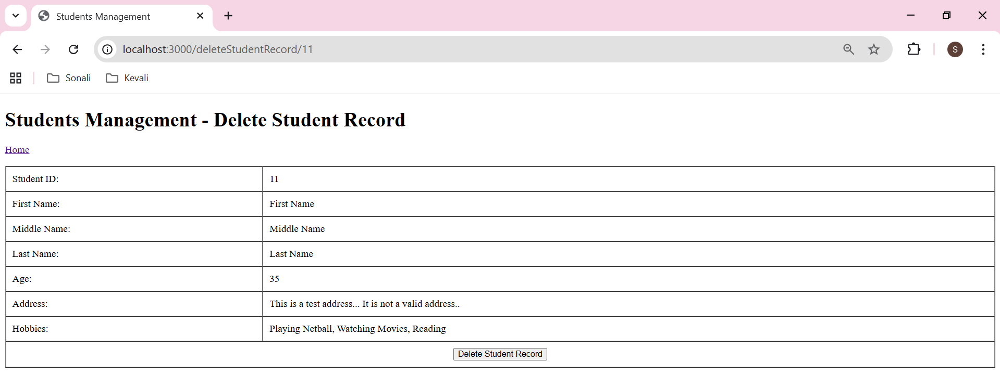 Students Management
localhost:3000/deleteStudentRecord/11
S
Sonali Kevali
Students Management - Delete Student Record
Home
Student ID: 11
First Name: First Name
Middle Name: Middle Name
Last Name: Last Name
Age: 35
Address: This is a test address... It is not a valid address..
Hobbies: Playing Netball, Watching Movies, Reading
Delete Student Record